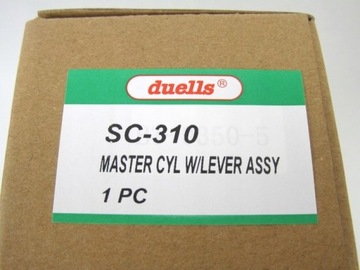 duells®
SC-310
MASTER CYL W/LEVER ASSY
1 PC